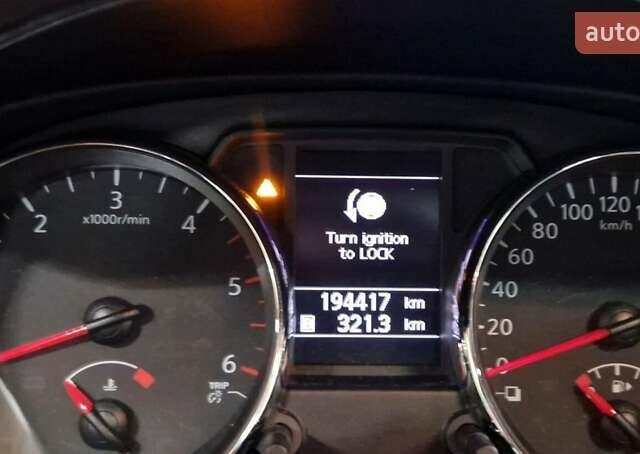 auto
2
3
4
5
6
x1000r/min
TRIP
Turn ignition
to LOCK
194417 km
321.3 km
0
20
40
60
80
100
120
km/h